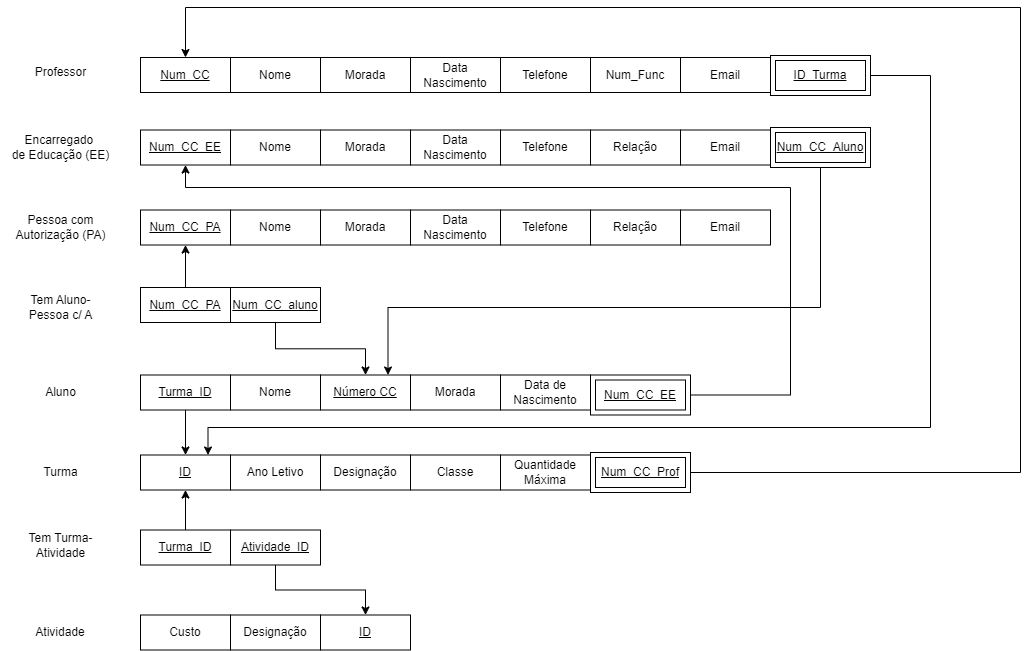 Professor
Num_CC
Nome
Morada
Data
Nascimento
Telefone
Num_Func
Email
ID_Turma
Encarregado
de Educação (EE)
Num_CC_EE
Nome
Morada
Data
Nascimento
Telefone
Relação
Email
Num_CC_Aluno
Pessoa com
Autorização (PA)
Num_CC_PA
Nome
Morada
Data
Nascimento
Telefone
Relação
Email
Tem Aluno-
Pessoa c/ A
Num_CC_PA
Num_CC_aluno
Aluno
Turma_ID
Nome
Número CC
Morada
Data de
Nascimento
Num_CC_EE
Turma
ID
Ano Letivo
Designação
Classe
Quantidade
Máxima
Num_CC_Prof
Tem Turma-
Atividade
Turma_ID
Atividade_ID
Atividade
Custo
Designação
ID